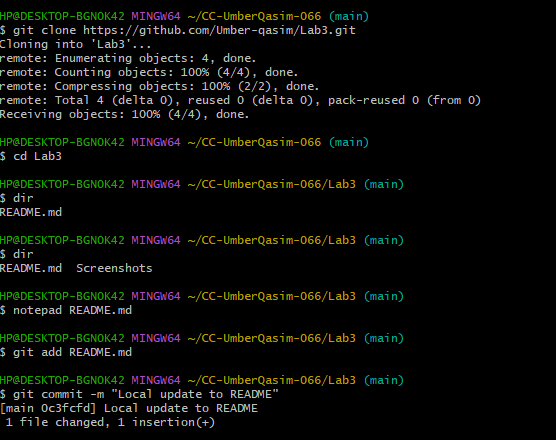 HP@DESKTOP-BGN0K42 MINGW64 ~/CC-UmberQasim-066 (main)
$ git clone https://github.com/Umber-qasim/Lab3.git
Cloning into 'Lab3'...
remote: Enumerating objects: 4, done.
remote: Counting objects: 100% (4/4), done.
remote: Compressing objects: 100% (2/2), done.
remote: Total 4 (delta 0), reused 0 (delta 0), pack-reused 0 (from 0)
Receiving objects: 100% (4/4), done.
HP@DESKTOP-BGN0K42 MINGW64 ~/CC-UmberQasim-066 (main)
$ cd Lab3
HP@DESKTOP-BGN0K42 MINGW64 ~/CC-UmberQasim-066/Lab3 (main)
$ dir
README.md
HP@DESKTOP-BGN0K42 MINGW64 ~/CC-UmberQasim-066/Lab3 (main)
$ dir
README.md  Screenshots
HP@DESKTOP-BGN0K42 MINGW64 ~/CC-UmberQasim-066/Lab3 (main)
$ notepad README.md
HP@DESKTOP-BGN0K42 MINGW64 ~/CC-UmberQasim-066/Lab3 (main)
$ git add README.md
HP@DESKTOP-BGN0K42 MINGW64 ~/CC-UmberQasim-066/Lab3 (main)
$ git commit -m "Local update to README"
[main 0c3fcfd] Local update to README
 1 file changed, 1 insertion(+)